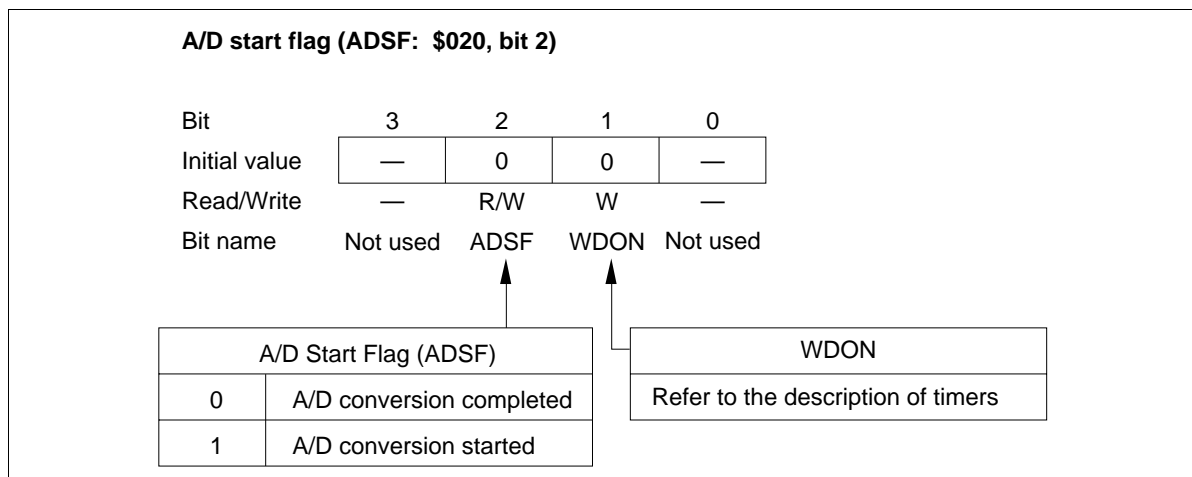 A/D start flag (ADSF: $020, bit 2)
Bit 3 2 1 0
Initial value — 0 0 —
Read/Write — R/W W —
Bit name Not used ADSF WDON Not used
A/D Start Flag (ADSF)
0 A/D conversion completed
1 A/D conversion started
WDON
Refer to the description of timers